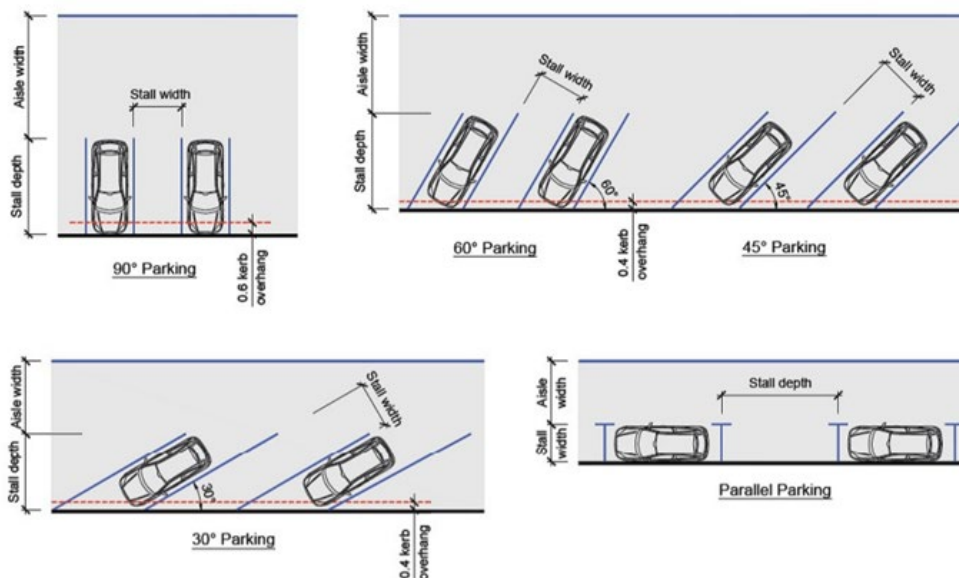 Aisle width
Stall width
Stall depth
0.6 kerb
overhang
90° Parking
Aisle width
Stall depth
Stall width
60°
0.4 kerb
overhang
60° Parking
Stall
width
45°
45° Parking
Aisle width
Stall depth
Stall
width
30°
0.4 kerb
overhang
30° Parking
Aisle
width
Stall depth
Stall
width
Parallel Parking